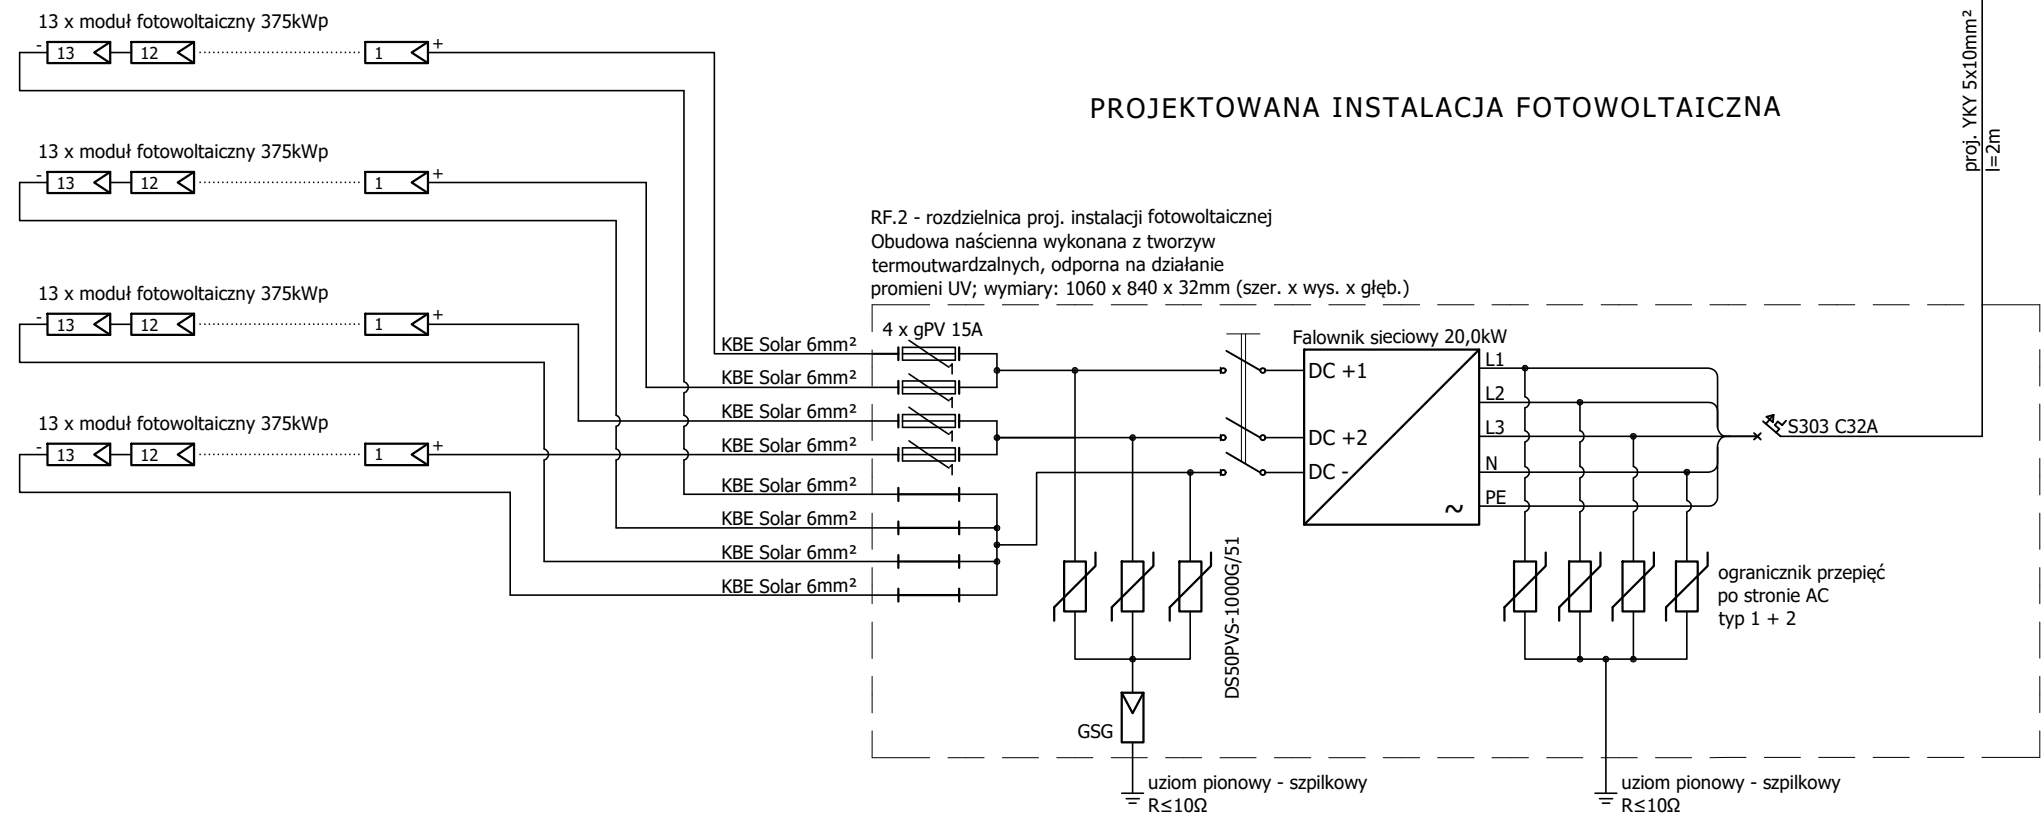 13 x moduł fotowoltaiczny 375kWp
- 13 12 1 +
PROJEKTOWANA INSTALACJA FOTOWOLTAICZNA
proj. YKY 5x10mm²
l=2m
13 x moduł fotowoltaiczny 375kWp
- 13 12 1 +
RF.2 - rozdzielnica proj. instalacji fotowoltaicznej
Obudowa naścienna wykonana z tworzyw
termoutwardzalnych, odporna na działanie
promieni UV; wymiary: 1060 x 840 x 32mm (szer. x wys. x głęb.)
13 x moduł fotowoltaiczny 375kWp
- 13 12 1 +
13 x moduł fotowoltaiczny 375kWp
- 13 12 1 +
4 x gPV 15A
KBE Solar 6mm²
KBE Solar 6mm²
KBE Solar 6mm²
KBE Solar 6mm²
KBE Solar 6mm²
KBE Solar 6mm²
KBE Solar 6mm²
KBE Solar 6mm²
Falownik sieciowy 20,0kW
DC +1
DC +2
DC -
~
L1
L2
L3
N
PE
S303 C32A
DS50PVS-1000G/51
ogranicznik przepięć
po stronie AC
typ 1 + 2
GSG
uziom pionowy - szpilkowy
R≤10Ω
uziom pionowy - szpilkowy
R≤10Ω